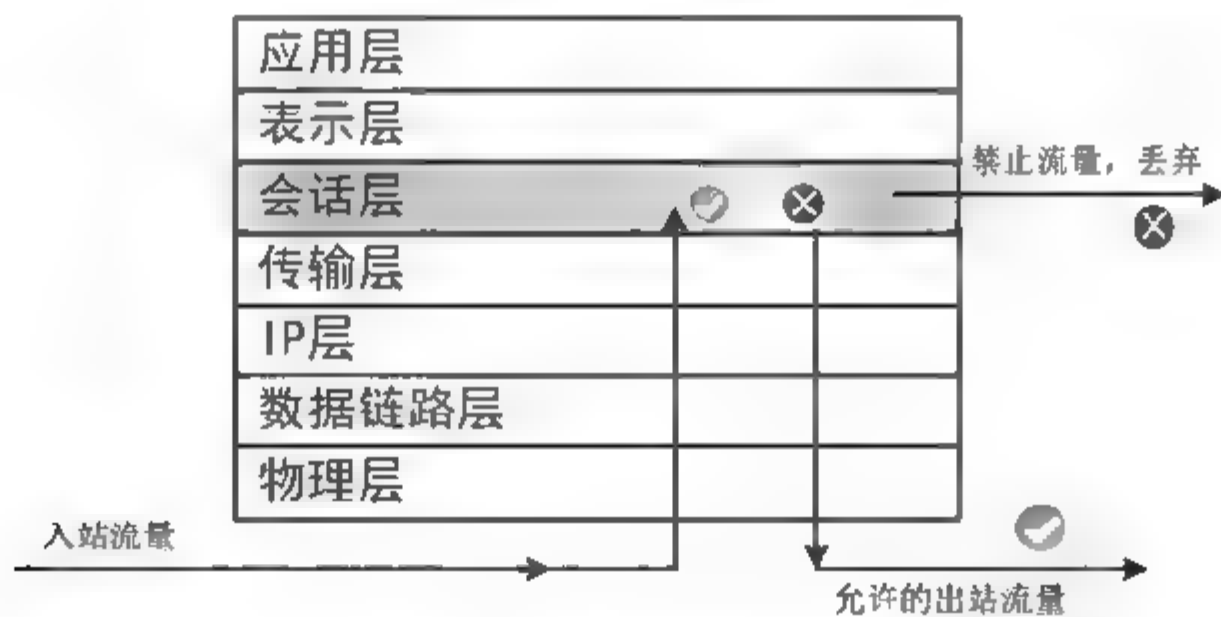 应用层
表示层
会话层
禁止流量，丢弃
传输层
IP层
数据链路层
物理层
入站流量
允许的出站流量